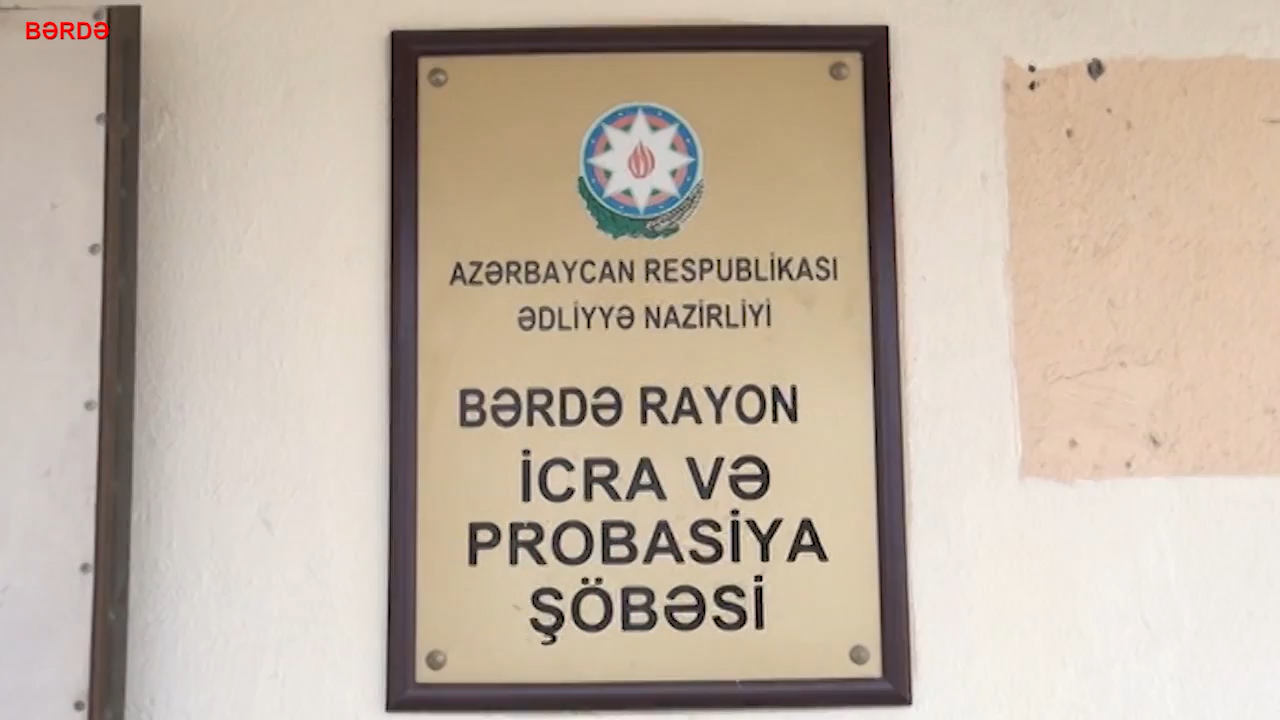 BƏRDƏ
AZƏRBAYCAN RESPUBLİKASI
ƏDLİYYƏ NAZİRLİYİ
BƏRDƏ RAYON
İCRA VƏ
PROBASİYA
ŞÖBƏSİ